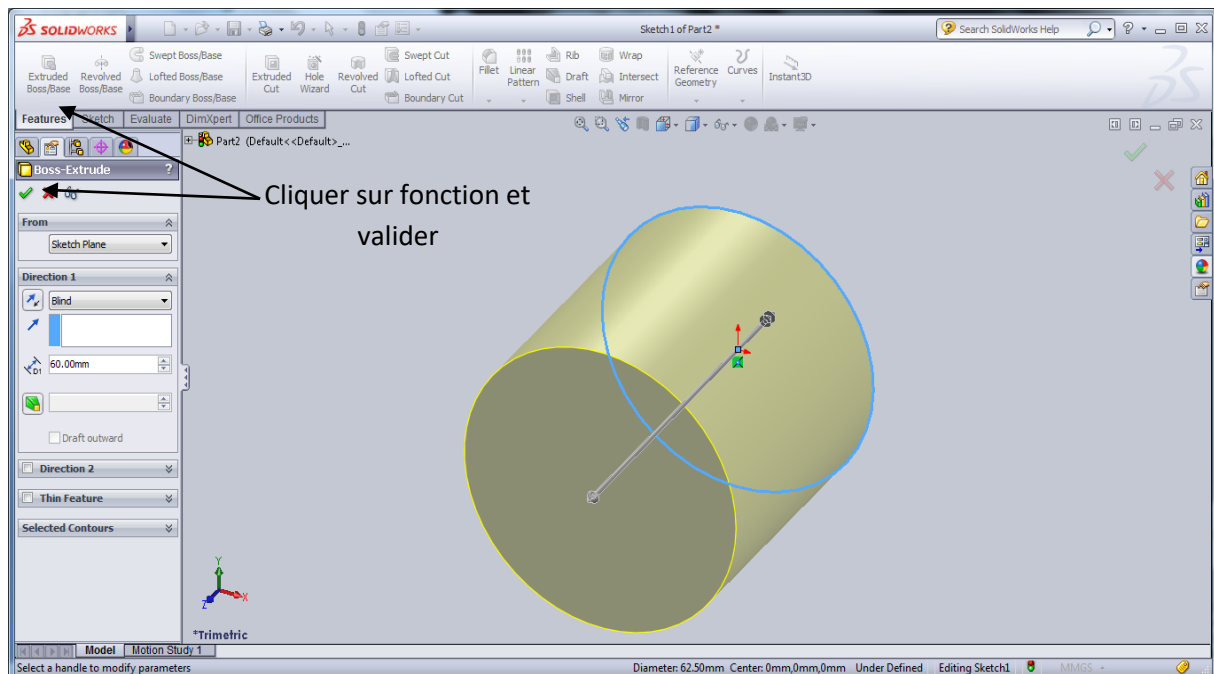 SOLIDWORKS
Sketch1 of Part2 *
Search SolidWorks Help
Extruded Boss/Base
Revolved Boss/Base
Swept Boss/Base
Lofted Boss/Base
Boundary Boss/Base
Extruded Cut
Hole Wizard
Revolved Cut
Swept Cut
Lofted Cut
Boundary Cut
Fillet
Linear Pattern
Rib
Draft
Shell
Wrap
Intersect
Mirror
Reference Geometry
Curves
Instant3D
Features Sketch Evaluate DimXpert Office Products
Part2 (Default<<Default>_...
Boss-Extrude ?
Cliquer sur fonction et
valider
From
Sketch Plane
Direction 1
Blind
D1 60.00mm
Draft outward
Direction 2
Thin Feature
Selected Contours
Y
X
Z
*Trimetric
Model Motion Study 1
Select a handle to modify parameters
Diameter: 62.50mm Center: 0mm,0mm,0mm Under Defined Editing Sketch1 MMGS